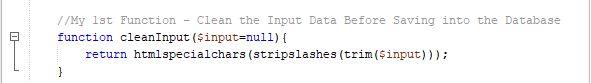 //My 1st Function - Clean the Input Data Before Saving into the Database
function cleanInput($input=null){
return htmlspecialchars(stripslashes(trim($input)));
}